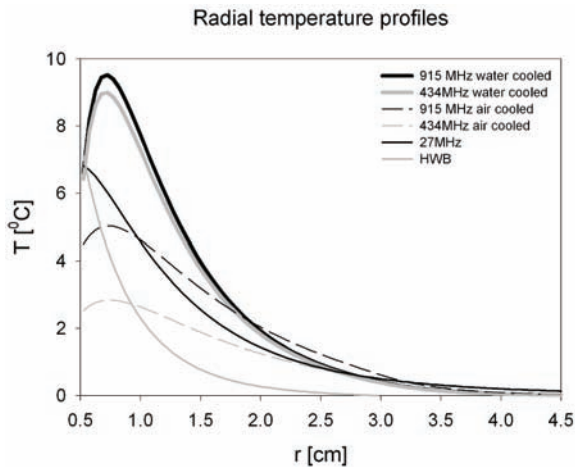 Radial temperature profiles
915 MHz water cooled
434MHz water cooled
915 MHz air cooled
434MHz air cooled
27MHz
HWB
10
8
6
4
2
0
T [⁰C]
0.5 1.0 1.5 2.0 2.5 3.0 3.5 4.0 4.5
r [cm]